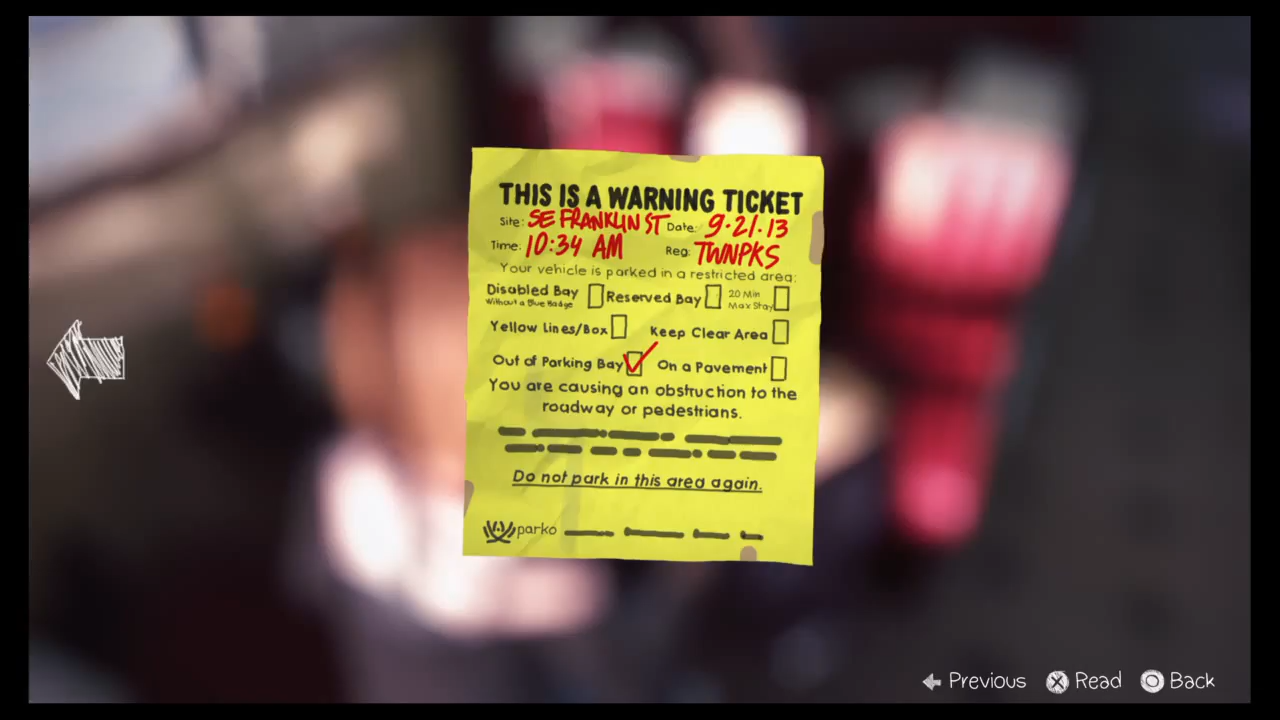 THIS IS A WARNING TICKET
Site: SE FRANKLIN ST Date: 9.21.13
Time: 10:34 AM Reg: TWNPKS
Your vehicle is parked in a restricted area:
Disabled Bay Reserved Bay 20 Min
Without a Blue Badge Max Stay
Yellow Lines/Box Keep Clear Area
Out of Parking Bay On a Pavement
You are causing an obstruction to the
roadway or pedestrians.
Do not park in this area again.
parko
Previous Read Back